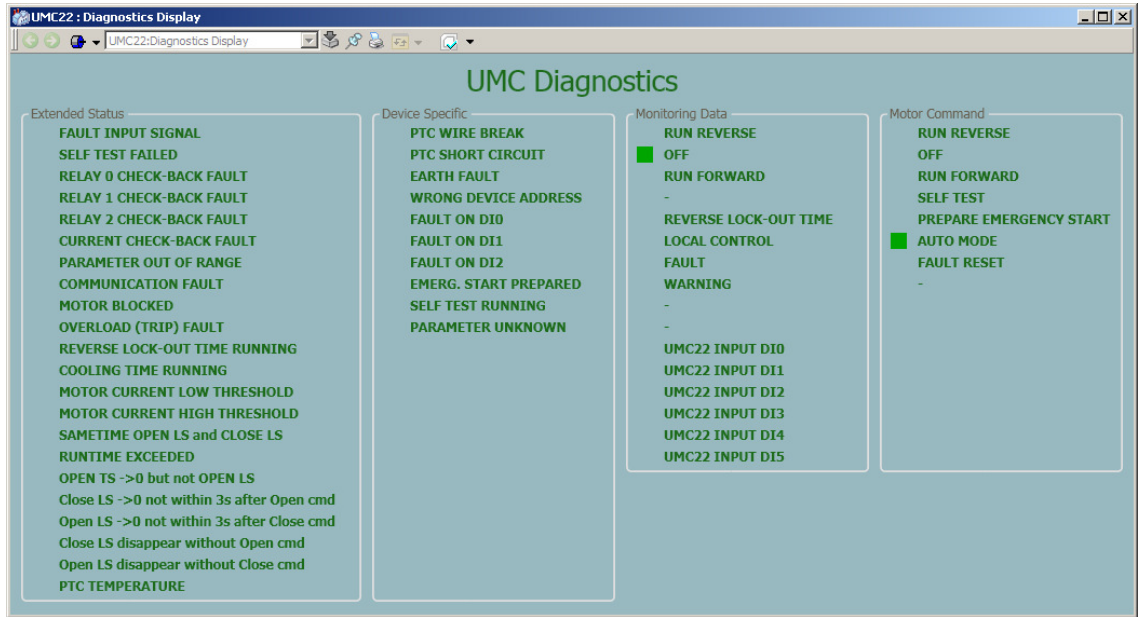 UMC22 : Diagnostics Display
UMC22:Diagnostics Display
UMC Diagnostics
Extended Status
FAULT INPUT SIGNAL
SELF TEST FAILED
RELAY 0 CHECK-BACK FAULT
RELAY 1 CHECK-BACK FAULT
RELAY 2 CHECK-BACK FAULT
CURRENT CHECK-BACK FAULT
PARAMETER OUT OF RANGE
COMMUNICATION FAULT
MOTOR BLOCKED
OVERLOAD (TRIP) FAULT
REVERSE LOCK-OUT TIME RUNNING
COOLING TIME RUNNING
MOTOR CURRENT LOW THRESHOLD
MOTOR CURRENT HIGH THRESHOLD
SAMETIME OPEN LS and CLOSE LS
RUNTIME EXCEEDED
OPEN TS ->0 but not OPEN LS
Close LS ->0 not within 3s after Open cmd
Open LS ->0 not within 3s after Close cmd
Close LS disappear without Open cmd
Open LS disappear without Close cmd
PTC TEMPERATURE
Device Specific
PTC WIRE BREAK
PTC SHORT CIRCUIT
EARTH FAULT
WRONG DEVICE ADDRESS
FAULT ON DI0
FAULT ON DI1
FAULT ON DI2
EMERG. START PREPARED
SELF TEST RUNNING
PARAMETER UNKNOWN
Monitoring Data
RUN REVERSE
OFF
RUN FORWARD
-
REVERSE LOCK-OUT TIME
LOCAL CONTROL
FAULT
WARNING
-
-
UMC22 INPUT DI0
UMC22 INPUT DI1
UMC22 INPUT DI2
UMC22 INPUT DI3
UMC22 INPUT DI4
UMC22 INPUT DI5
Motor Command
RUN REVERSE
OFF
RUN FORWARD
SELF TEST
PREPARE EMERGENCY START
AUTO MODE
FAULT RESET
-